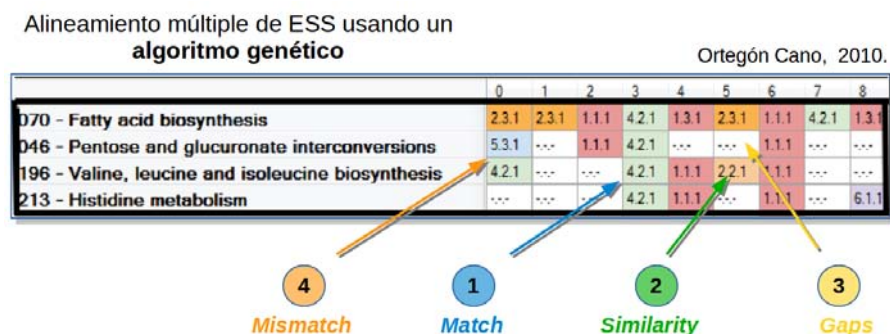 Alineamiento múltiple de ESS usando un
algoritmo genético
Ortegón Cano, 2010.
0 1 2 3 4 5 6 7 8
070 - Fatty acid biosynthesis 2.3.1 2.3.1 1.1.1 4.2.1 1.3.1 2.3.1 1.1.1 4.2.1 1.3.1
046 - Pentose and glucuronate interconversions 5.3.1 -.-.- 1.1.1 4.2.1 -.-.- -.-.- 1.1.1 -.-.- -.-.-
196 - Valine, leucine and isoleucine biosynthesis 4.2.1 -.-.- -.-.- 4.2.1 1.1.1 2.2.1 1.1.1 -.-.- -.-.-
213 - Histidine metabolism -.-.- -.-.- -.-.- 4.2.1 1.1.1 -.-.- 1.1.1 -.-.- 6.1.1
4 1 2 3
Mismatch Match Similarity Gaps